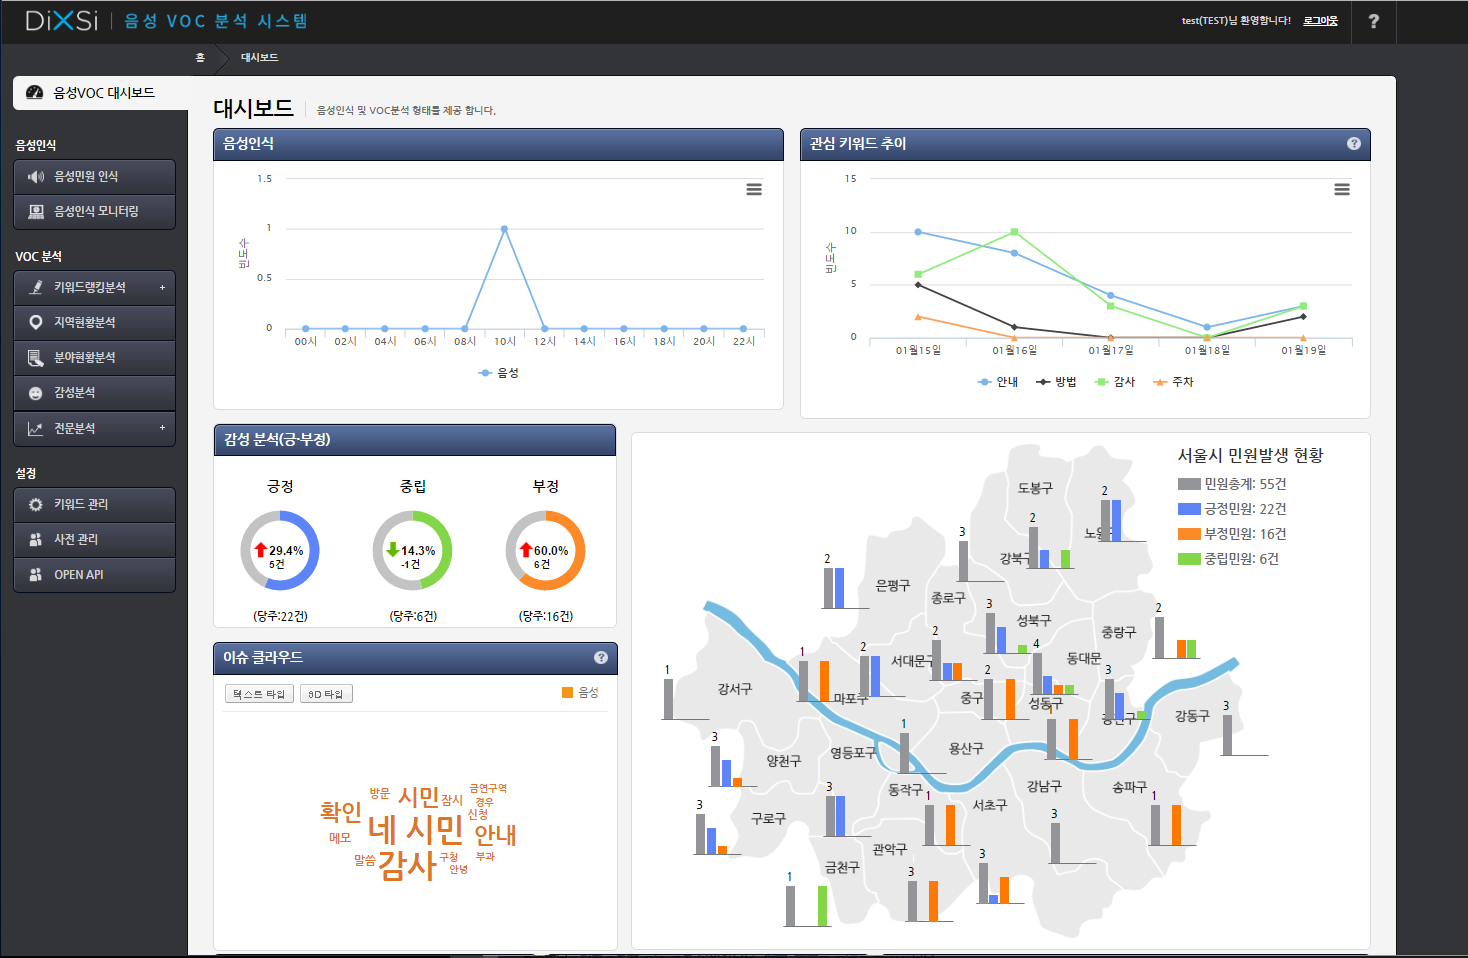 DiXSi 음성 VOC 분석 시스템
test(TEST)님 환영합니다! 로그아웃 ?
홈 대시보드
음성VOC 대시보드
음성인식
음성민원 인식
음성인식 모니터링
VOC 분석
키워드랭킹분석 +
지역현황분석
분야현황분석
감성분석
전문분석 +
설정
키워드 관리
사전 관리
OPEN API
대시보드 음성인식 및 VOC분석 형태를 제공 합니다.
음성인식
1.5
1
0.5
0
빈도수
00시 02시 04시 06시 08시 10시 12시 14시 16시 18시 20시 22시
음성
관심 키워드 추이 ?
15
10
5
0
빈도수
01월15일 01월16일 01월17일 01월18일 01월19일
안내 방법 감사 주차
감성 분석(긍·부정)
긍정 중립 부정
29.4% 14.3% 60.0%
5건 -1건 6건
(당주:22건) (당주:6건) (당주:16건)
이슈 클라우드 ?
텍스트 타입 3D 타입 음성
금연구역
방문 시민 잠시 경우
확인 신청
네 시민 안내
메모
말씀 감사 구청 부과
안녕
서울시 민원발생 현황
민원총계: 55건
긍정민원: 22건
부정민원: 16건
중립민원: 6건
도봉구
2
2
노원구
3
강북구
2
은평구
종로구
3
성북구
2
중랑구
2
4
동대문
1
2
서대문구
1
강서구
마포구
2
중구
성동구
3
1
강동구
3
3
양천구
영등포구
1
용산구
3
구로구
3
동작구
1
서초구
강남구
3
송파구
1
관악구
금천구
1
3
3